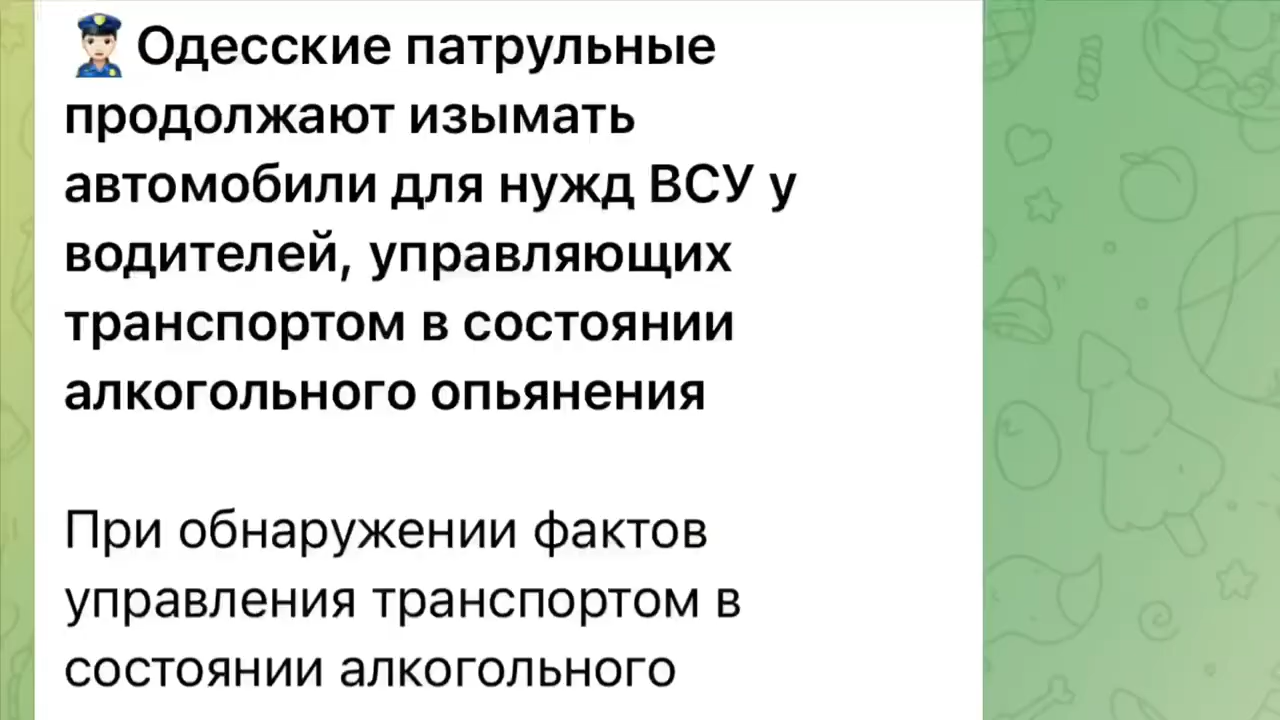 Одесские патрульные
продолжают изымать
автомобили для нужд ВСУ у
водителей, управляющих
транспортом в состоянии
алкогольного опьянения
При обнаружении фактов
управления транспортом в
состоянии алкогольного